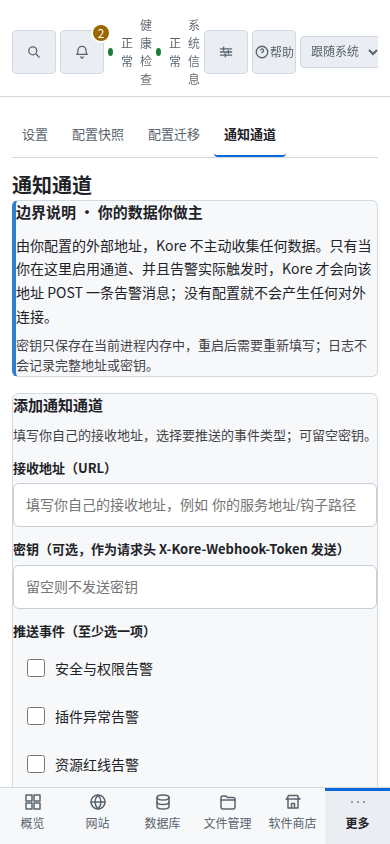 2
正常
健康检查
正常
系统信息
帮助
跟随系统
设置
配置快照
配置迁移
通知通道
通知通道
边界说明 · 你的数据你做主
由你配置的外部地址，Kore 不主动收集任何数据。只有当
你在这里启用通道、并且告警实际触发时，Kore 才会向该
地址 POST 一条告警消息；没有配置就不会产生任何对外
连接。
密钥只保存在当前进程内存中，重启后需要重新填写；日志不
会记录完整地址或密钥。
添加通知通道
填写你自己的接收地址，选择要推送的事件类型；可留空密钥。
接收地址（URL）
填写你自己的接收地址，例如 你的服务地址/钩子路径
密钥（可选，作为请求头 X-Kore-Webhook-Token 发送）
留空则不发送密钥
推送事件（至少选一项）
安全与权限告警
插件异常告警
资源红线告警
概览
网站
数据库
文件管理
软件商店
更多